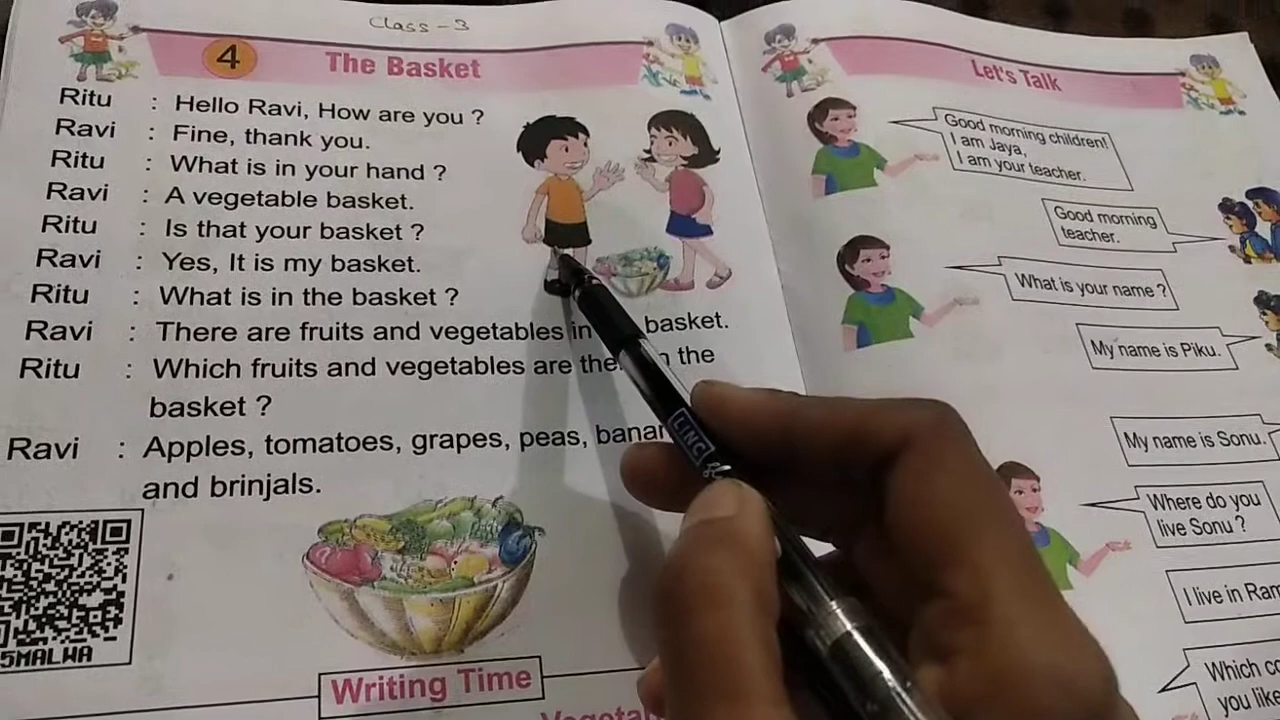 Class - 3
4 The Basket
Ritu : Hello Ravi, How are you ?
Ravi : Fine, thank you.
Ritu : What is in your hand ?
Ravi : A vegetable basket.
Ritu : Is that your basket ?
Ravi : Yes, It is my basket.
Ritu : What is in the basket ?
Ravi : There are fruits and vegetables in basket.
Ritu : Which fruits and vegetables are the
basket ?
Ravi : Apples, tomatoes, grapes, peas,
and brinjals.
5MALWA
Writing Time
LINC
Let's Talk
Good morning children!
I am Jaya,
I am your teacher.
Good morning
teacher.
What is your name ?
My name is Piku.
My name is Sonu.
Where do you
live Sonu ?
I live in
Which
you like